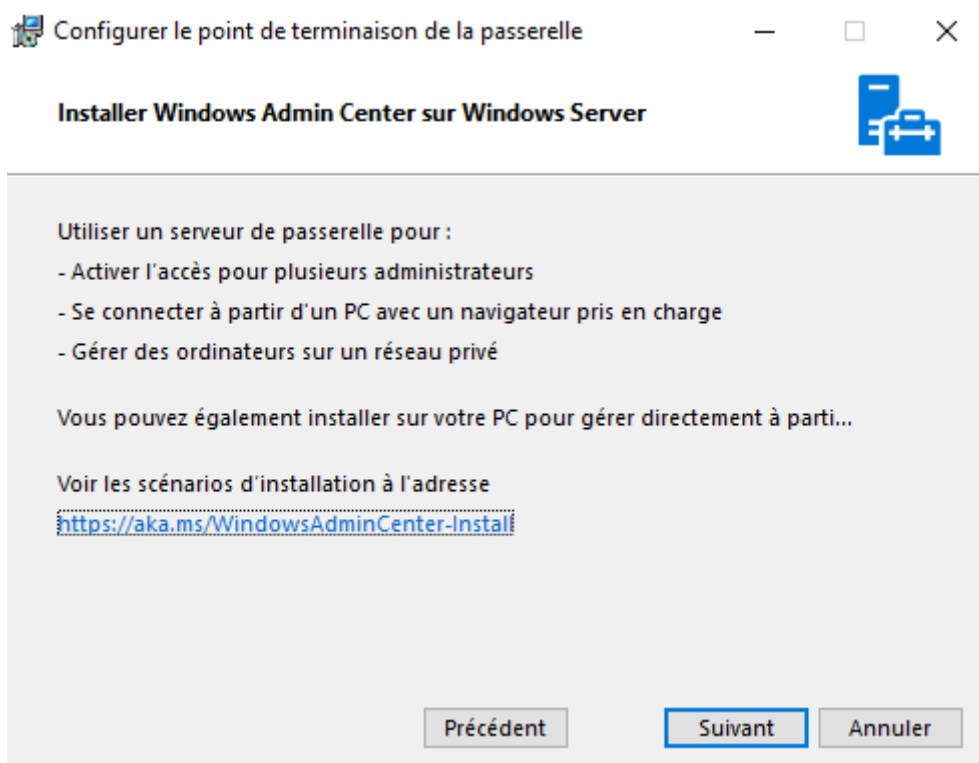 Configurer le point de terminaison de la passerelle
Installer Windows Admin Center sur Windows Server
Utiliser un serveur de passerelle pour :
- Activer l'accès pour plusieurs administrateurs
- Se connecter à partir d'un PC avec un navigateur pris en charge
- Gérer des ordinateurs sur un réseau privé
Vous pouvez également installer sur votre PC pour gérer directement à parti...
Voir les scénarios d'installation à l'adresse
https://aka.ms/WindowsAdminCenter-Install
Précédent Suivant Annuler